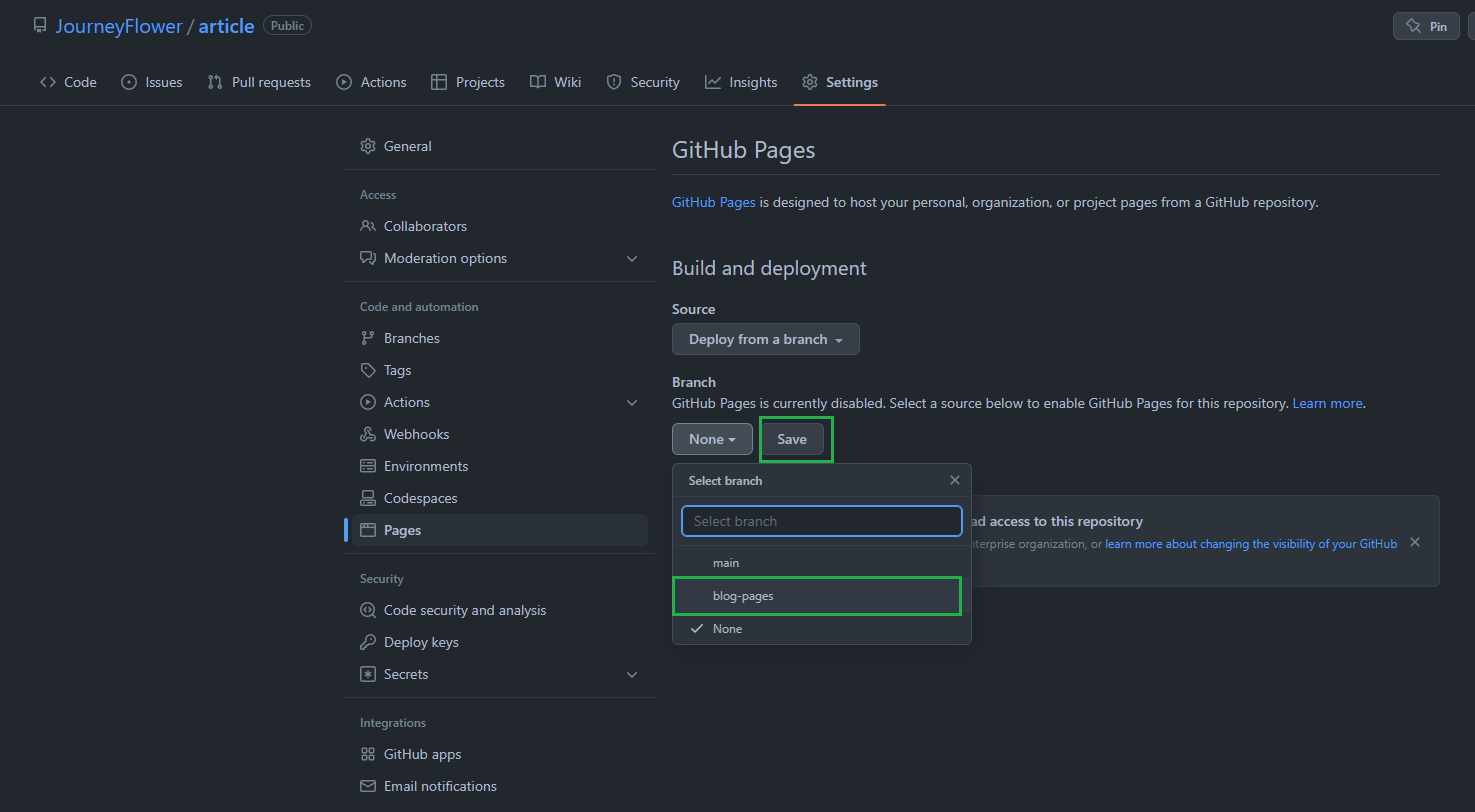 JourneyFlower / article Public
Pin
Code Issues Pull requests Actions Projects Wiki Security Insights Settings
General
Access
Collaborators
Moderation options
Code and automation
Branches
Tags
Actions
Webhooks
Environments
Codespaces
Pages
Security
Code security and analysis
Deploy keys
Secrets
Integrations
GitHub apps
Email notifications
GitHub Pages
GitHub Pages is designed to host your personal, organization, or project pages from a GitHub repository.
Build and deployment
Source
Deploy from a branch
Branch
GitHub Pages is currently disabled. Select a source below to enable GitHub Pages for this repository. Learn more.
None Save
Select branch
Select branch
main
blog-pages
None
access to this repository
organization, or learn more about changing the visibility of your GitHub